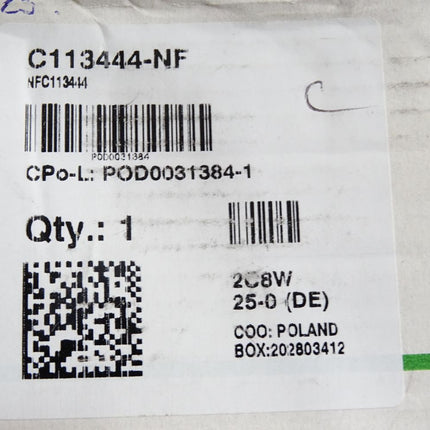 C113444-NF
NFC113444
POD0031384
CPo-L: POD0031384-1
Qty.: 1
2C8W
25-0 (DE)
COO: POLAND
BOX:202803412